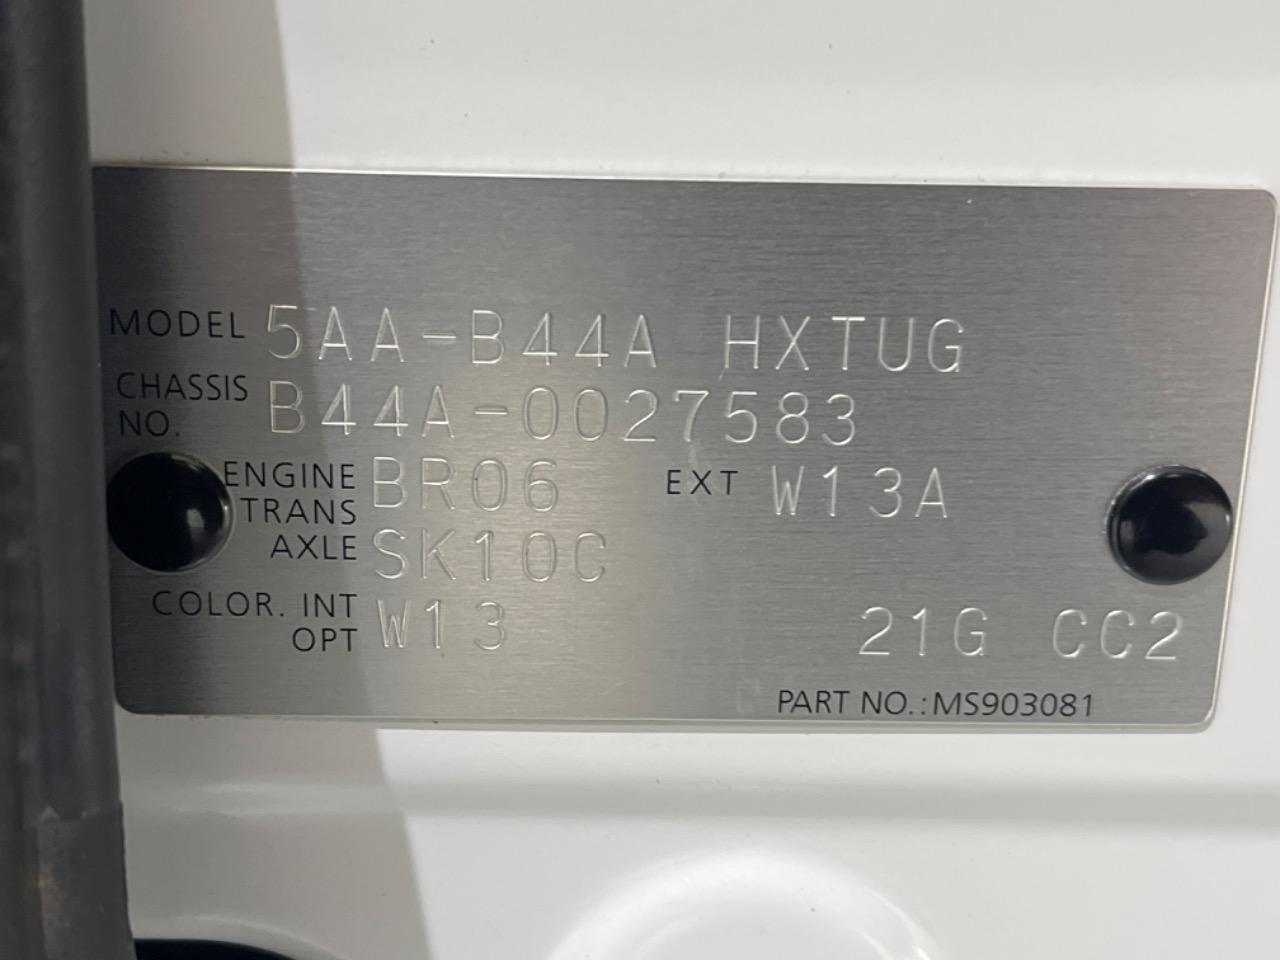 MODEL 5AA-B44A HXTUG
CHASSIS NO. B44A-0027583
ENGINE BR06 EXT W13A
TRANS
AXLE SK10C
COLOR. INT W13
OPT 21G CC2
PART NO.:MS903081